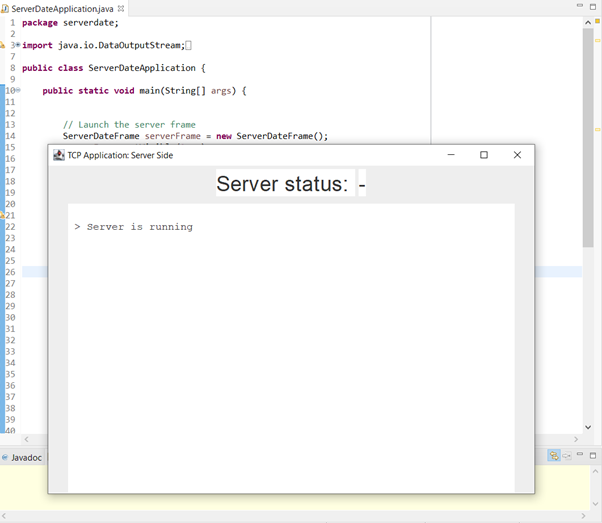 ServerDateApplication.java
1 package serverdate;
2
3 import java.io.DataOutputStream;
7
8 public class ServerDateApplication {
9
10 public static void main(String[] args) {
11
12
13 // Launch the server frame
14 ServerDateFrame serverFrame = new ServerDateFrame();
15
16
17
18
19
20
21
22
23
24
25
26
27
28
29
30
31
32
33
34
35
36
37
38
39
40
TCP Application: Server Side
Server status: -
> Server is running
Javadoc